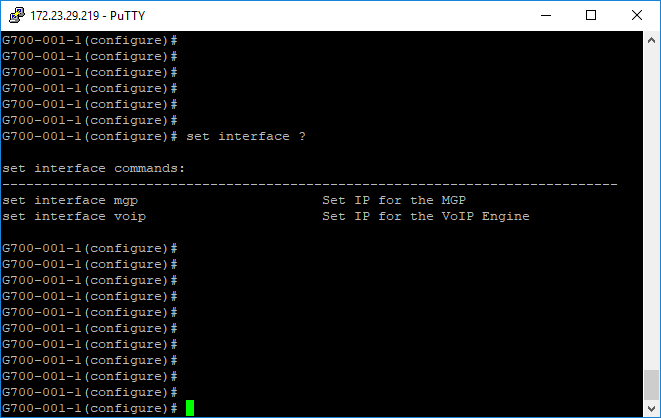 172.23.29.219 - PuTTY
G700-001-1(configure)#
G700-001-1(configure)#
G700-001-1(configure)#
G700-001-1(configure)#
G700-001-1(configure)#
G700-001-1(configure)#
G700-001-1(configure)# set interface ?
set interface commands:
-----------------------------------------------------------------------------
set interface mgp                       Set IP for the MGP
set interface voip                      Set IP for the VoIP Engine
G700-001-1(configure)#
G700-001-1(configure)#
G700-001-1(configure)#
G700-001-1(configure)#
G700-001-1(configure)#
G700-001-1(configure)#
G700-001-1(configure)#
G700-001-1(configure)#
G700-001-1(configure)#
G700-001-1(configure)#
G700-001-1(configure)#